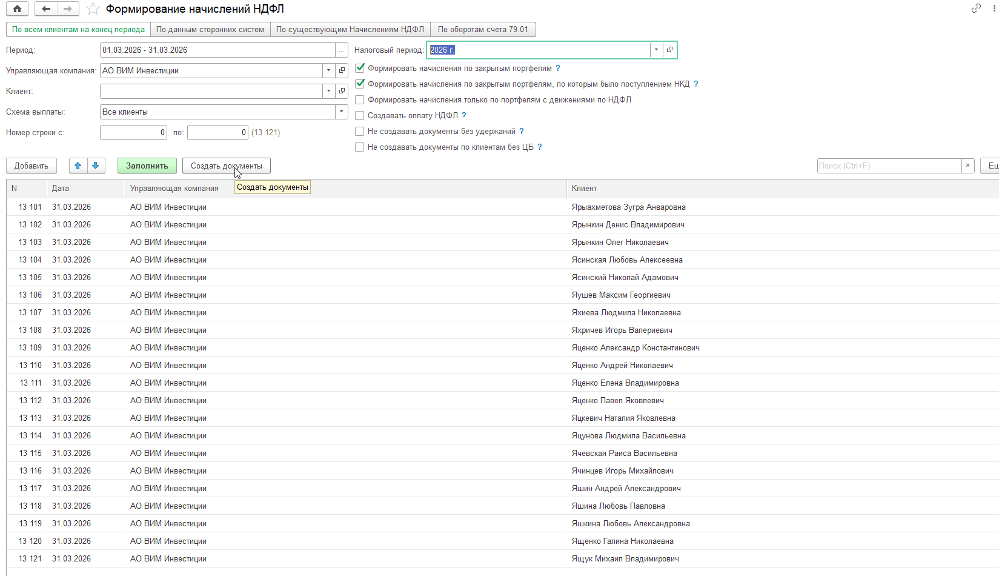 Формирование начислений НДФЛ
По всем клиентам на конец периода По данным сторонних систем По существующим Начислениям НДФЛ По оборотам счета 79.01
Период: 01.03.2026 - 31.03.2026 ... Налоговый период: 2026 г.
Управляющая компания: АО ВИМ Инвестиции
Формировать начисления по закрытым портфелям ?
Формировать начисления по закрытым портфелям, по которым было поступлением НКД ?
Клиент:
Формировать начисления только по портфелям с движениями по НДФЛ
Схема выплаты: Все клиенты
Создавать оплату НДФЛ ?
Номер строки с: 0 по: 0 (13 121)
Не создавать документы без удержаний ?
Не создавать документы по клиентам без ЦБ ?
Добавить Заполнить Создать документы Поиск (Ctrl+F) × Ещ
Создать документы
N Дата Управляющая компания Клиент
13 101 31.03.2026 АО ВИМ Инвестиции Ярыахметова Зугра Анваровна
13 102 31.03.2026 АО ВИМ Инвестиции Ярынкин Денис Владимирович
13 103 31.03.2026 АО ВИМ Инвестиции Ярынкин Олег Николаевич
13 104 31.03.2026 АО ВИМ Инвестиции Ясинская Любовь Алексеевна
13 105 31.03.2026 АО ВИМ Инвестиции Ясинский Николай Адамович
13 106 31.03.2026 АО ВИМ Инвестиции Яушев Максим Георгиевич
13 107 31.03.2026 АО ВИМ Инвестиции Яхиева Людмила Николаевна
13 108 31.03.2026 АО ВИМ Инвестиции Яхричев Игорь Валериевич
13 109 31.03.2026 АО ВИМ Инвестиции Яценко Александр Константинович
13 110 31.03.2026 АО ВИМ Инвестиции Яценко Андрей Николаевич
13 111 31.03.2026 АО ВИМ Инвестиции Яценко Елена Владимировна
13 112 31.03.2026 АО ВИМ Инвестиции Яценко Павел Яковлевич
13 113 31.03.2026 АО ВИМ Инвестиции Яцкевич Наталия Яковлевна
13 114 31.03.2026 АО ВИМ Инвестиции Яцунова Людмила Васильевна
13 115 31.03.2026 АО ВИМ Инвестиции Ячевская Раиса Васильевна
13 116 31.03.2026 АО ВИМ Инвестиции Ячинцев Игорь Михайлович
13 117 31.03.2026 АО ВИМ Инвестиции Яшин Андрей Александрович
13 118 31.03.2026 АО ВИМ Инвестиции Яшина Любовь Павловна
13 119 31.03.2026 АО ВИМ Инвестиции Яшкина Любовь Александровна
13 120 31.03.2026 АО ВИМ Инвестиции Ященко Галина Николаевна
13 121 31.03.2026 АО ВИМ Инвестиции Ящук Михаил Владимирович